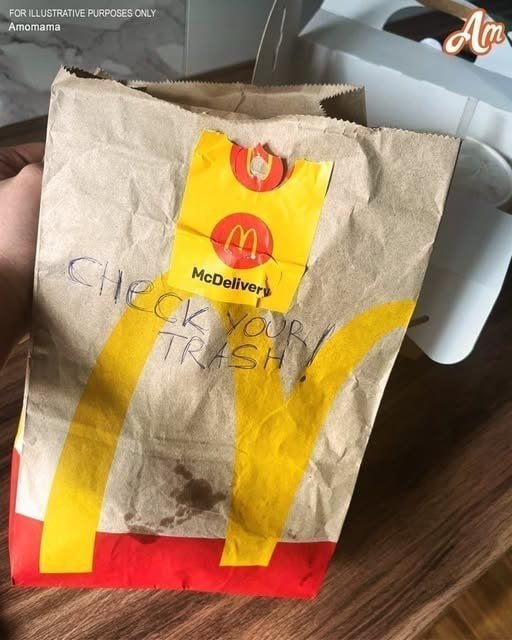 FOR ILLUSTRATIVE PURPOSES ONLY
Amomama
Am
McDelivery
CHECK YOUR
TRASH!